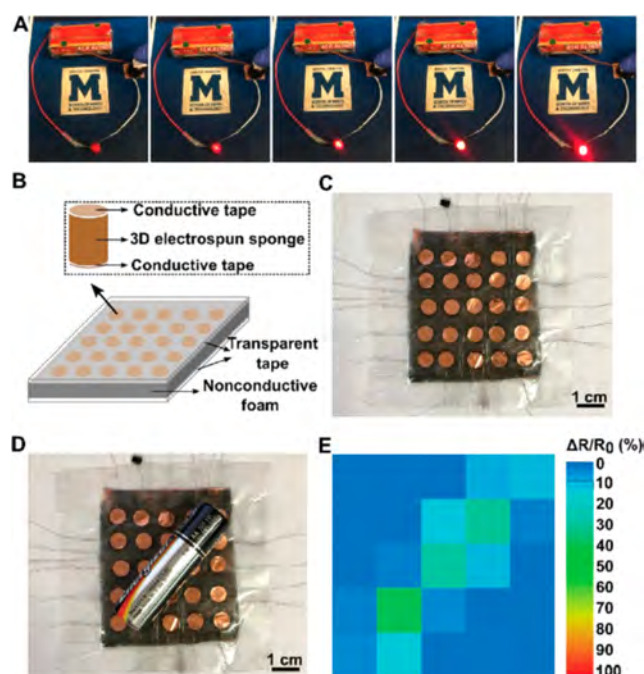 A
M
M
M
M
M
B
Conductive tape
3D electrospun sponge
Conductive tape
Transparent
tape
Nonconductive
foam
C
1 cm
D
1 cm
E
ΔR/R0 (%)
0
10
20
30
40
50
60
70
80
90
100